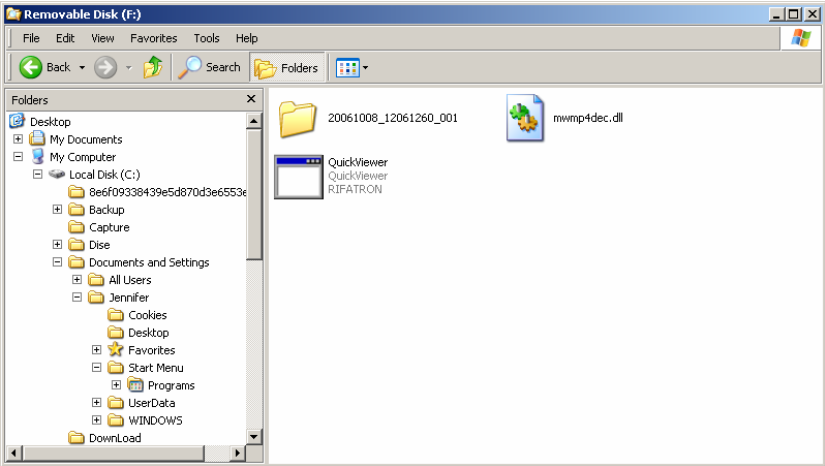 Removable Disk (F:)
File Edit View Favorites Tools Help
Back Search Folders
Folders
Desktop
My Documents
My Computer
Local Disk (C:)
8e6f09338439e5d870d3e6553e
Backup
Capture
Dise
Documents and Settings
All Users
Jennifer
Cookies
Desktop
Favorites
Start Menu
Programs
UserData
WINDOWS
DownLoad
20061008_12061260_001
mwmp4dec.dll
QuickViewer
QuickViewer
RIFATRON